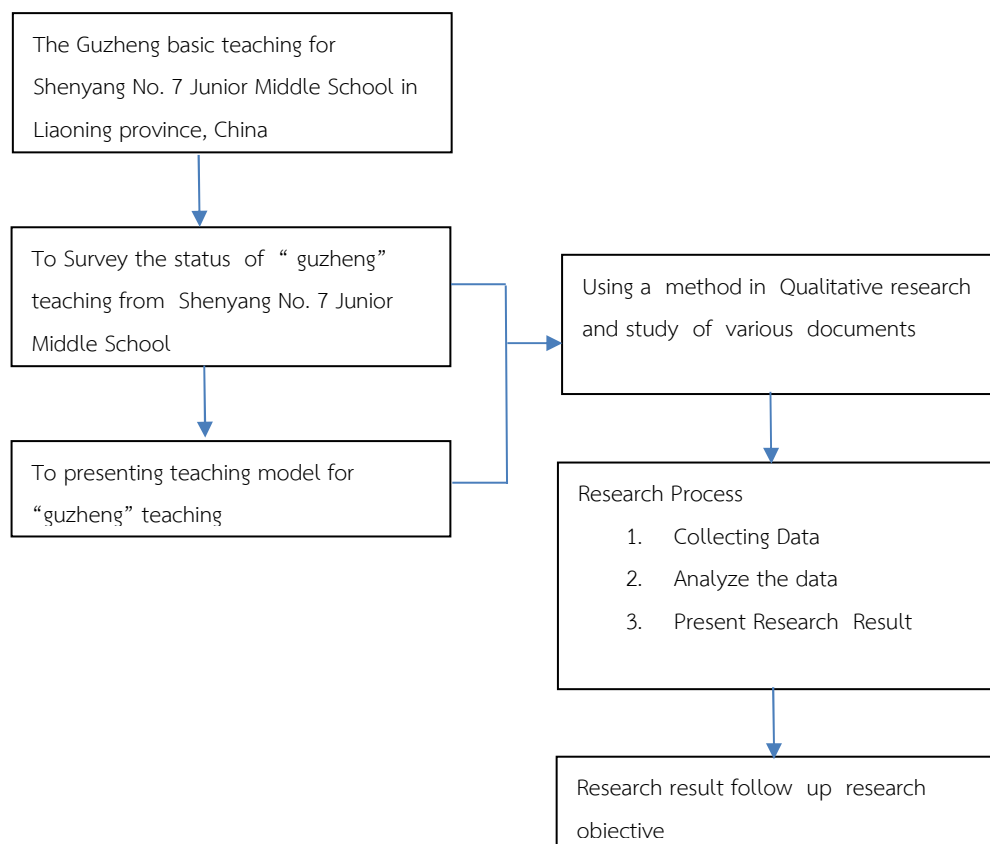 The Guzheng basic teaching for
Shenyang No. 7 Junior Middle School in
Liaoning province, China
To Survey the status of “ guzheng”
teaching from Shenyang No. 7 Junior
Middle School
To presenting teaching model for
“guzheng” teaching
Using a method in Qualitative research
and study of various documents
Research Process
1. Collecting Data
2. Analyze the data
3. Present Research Result
Research result follow up research
objective